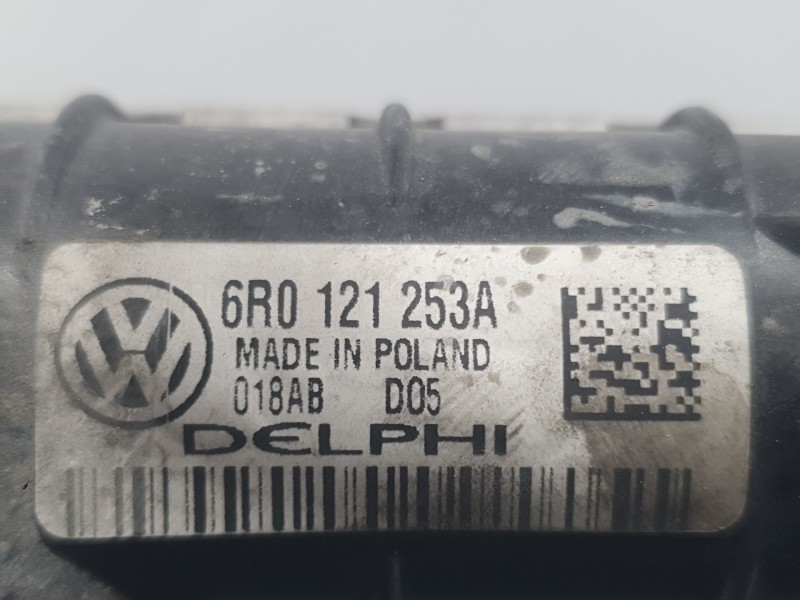 6R0 121 253A
MADE IN POLAND
018AB D05
DELPHI